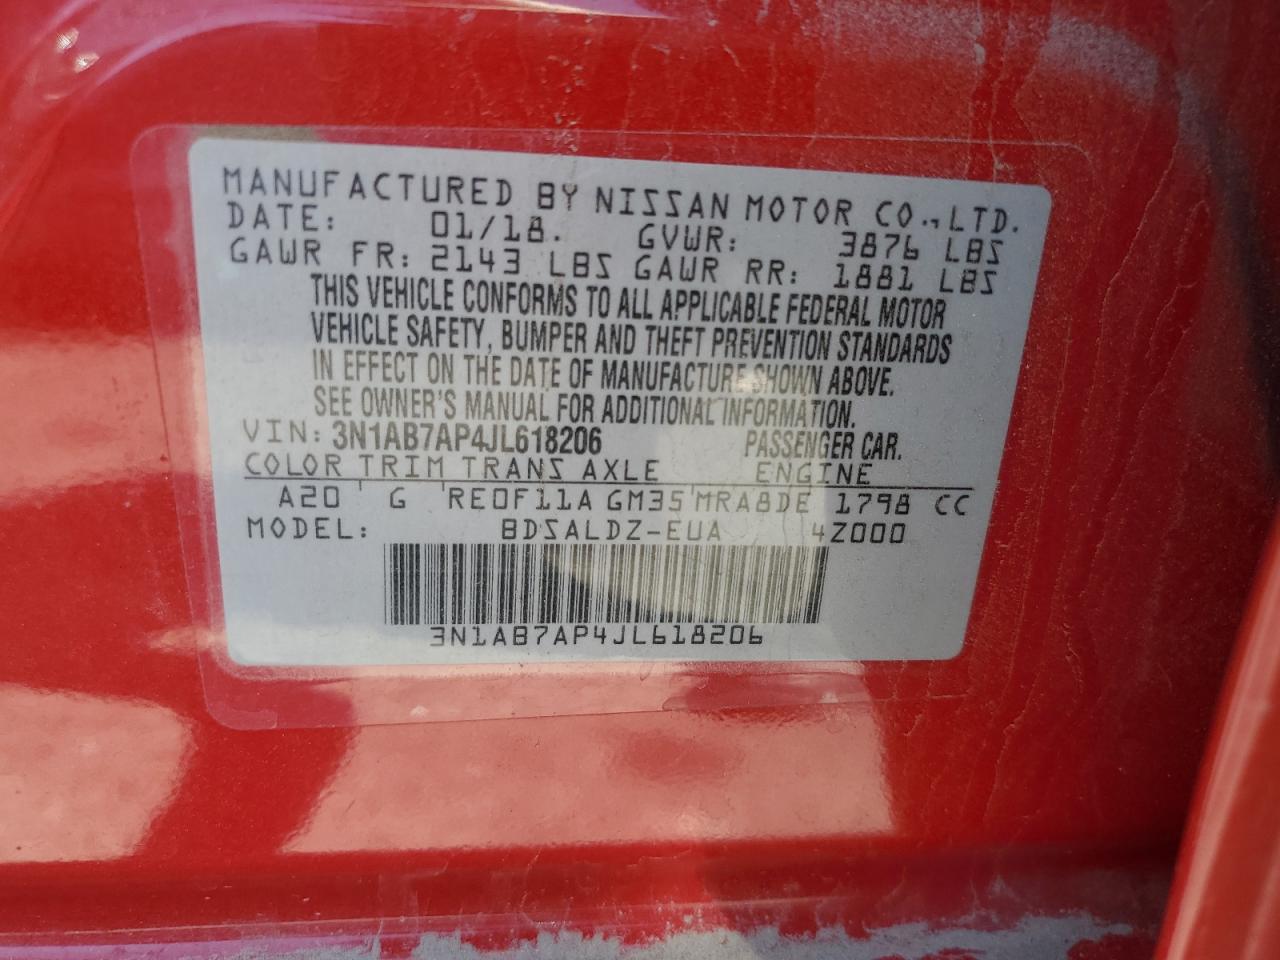 MANUFACTURED BY NISSAN MOTOR CO., LTD.
DATE: 01/18. GVWR: 3876 LBS
GAWR FR: 2143 LBS GAWR RR: 1881 LBS
THIS VEHICLE CONFORMS TO ALL APPLICABLE FEDERAL MOTOR
VEHICLE SAFETY, BUMPER AND THEFT PREVENTION STANDARDS
IN EFFECT ON THE DATE OF MANUFACTURE SHOWN ABOVE.
SEE OWNER'S MANUAL FOR ADDITIONAL INFORMATION.
VIN: 3N1AB7AP4JL618206 PASSENGER CAR.
COLOR TRIM TRANS AXLE ENGINE
A20 ' G ' RE0F11A GM35 ' MRA8DE 1798 CC
MODEL: BDSALDZ-EUA 4Z000
3N1AB7AP4JL618206